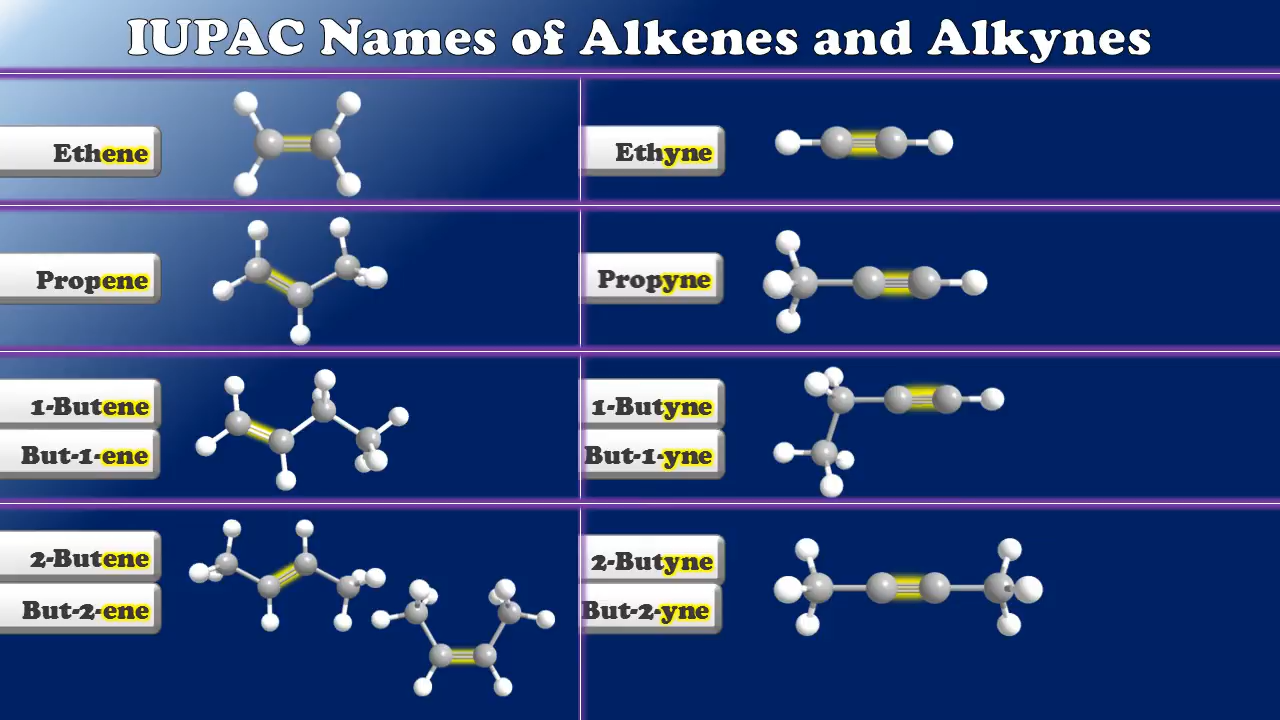 IUPAC Names of Alkenes and Alkynes
Ethene
Ethyne
Propene
Propyne
1-Butene
But-1-ene
1-Butyne
But-1-yne
2-Butene
But-2-ene
2-Butyne
But-2-yne